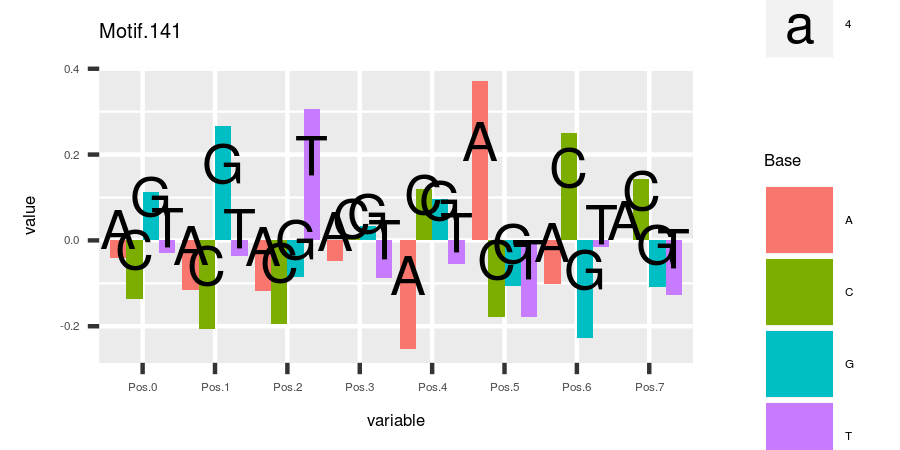 Motif.141
a 4
0.4
0.2
0.0
-0.2
value
A C G T A C G T A C G T A C G T A C G T A C G T A C G T A C G T
Pos.0 Pos.1 Pos.2 Pos.3 Pos.4 Pos.5 Pos.6 Pos.7
variable
Base
A
C
G
T